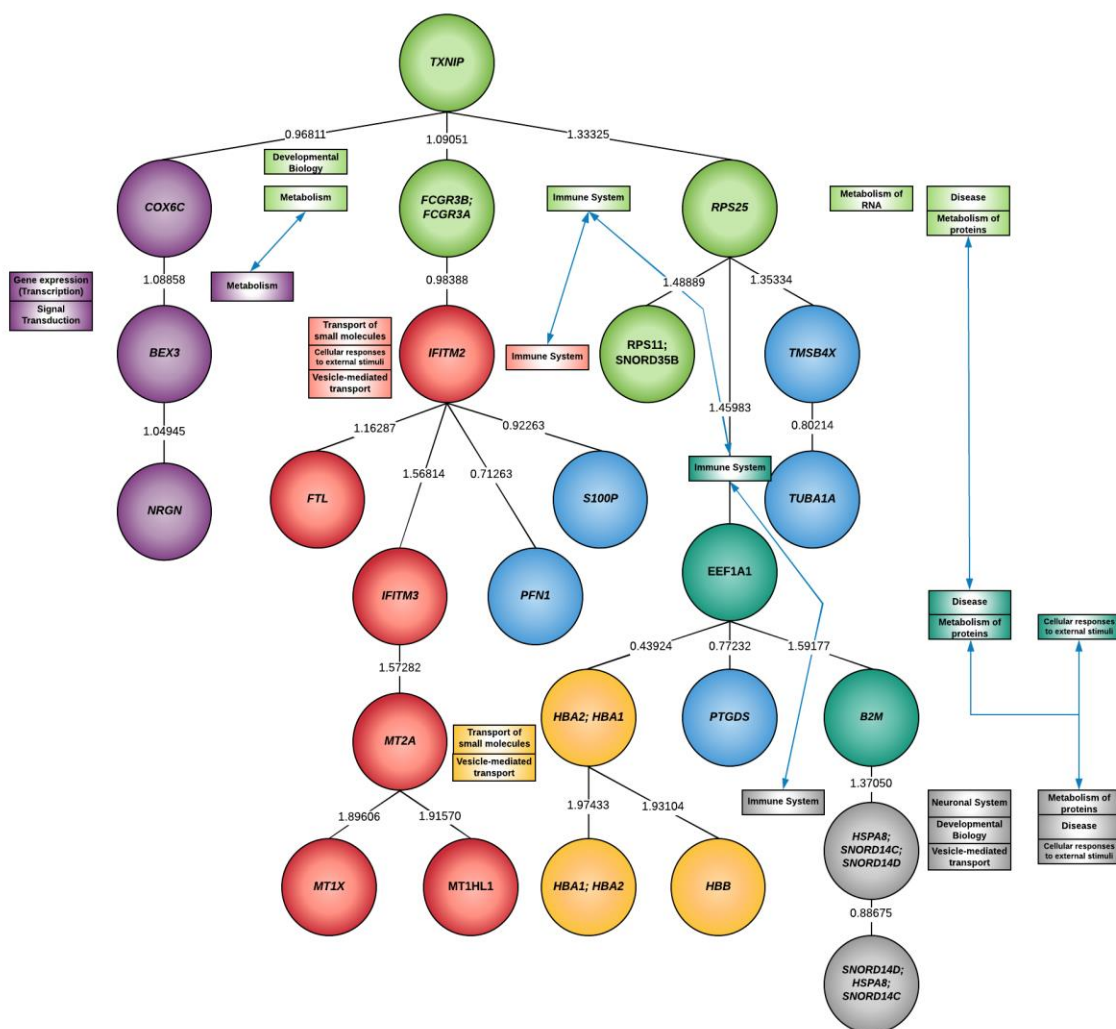 TXNIP
0.96811
1.09051
1.33325
Developmental
Biology
Metabolism
COX6C
FCGR3B;
FCGR3A
Immune System
RPS25
Metabolism of
RNA
Disease
Metabolism of
proteins
Gene expression
(Transcription)
Signal
Transduction
1.08858
Metabolism
0.98388
1.48889
1.35334
BEX3
Transport of
small molecules
Cellular responses
to external stimuli
Vesicle-mediated
transport
IFITM2
Immune System
RPS11;
SNORD35B
TMSB4X
1.04945
1.16287
1.56814
0.71263
0.92263
1.45983
0.80214
NRGN
FTL
S100P
Immune System
TUBA1A
IFITM3
PFN1
EEF1A1
Disease
Metabolism of
proteins
Cellular responses
to external stimuli
1.57282
0.43924
0.77232
1.59177
MT2A
Transport of
small molecules
Vesicle-mediated
transport
HBA2; HBA1
PTGDS
B2M
1.89606
1.91570
1.97433
1.93104
Immune System
1.37050
Neuronal System
Developmental
Biology
Vesicle-mediated
transport
Metabolism of
proteins
Disease
Cellular responses
to external stimuli
MT1X
MT1HL1
HBA1; HBA2
HBB
HSPA8;
SNORD14C;
SNORD14D
0.88675
SNORD14D;
HSPA8;
SNORD14C